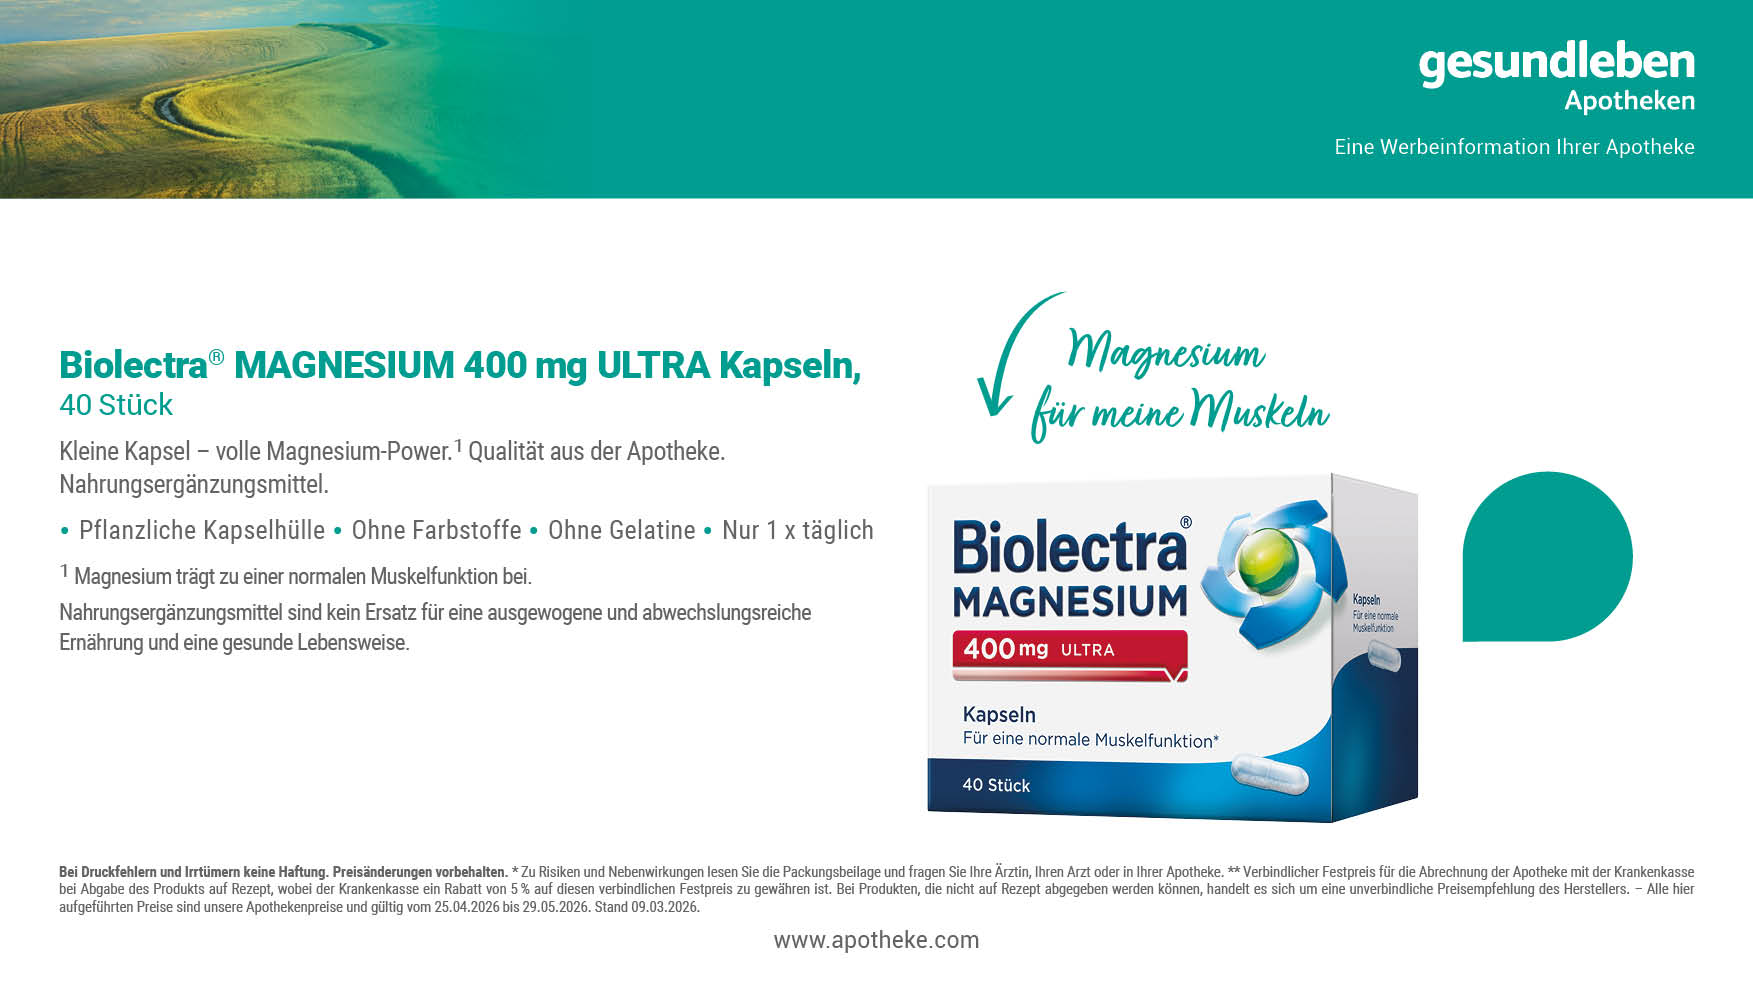 gesundleben
Apotheken
Eine Werbeinformation Ihrer Apotheke
Biolectra® MAGNESIUM 400 mg ULTRA Kapseln,
40 Stück
Kleine Kapsel – volle Magnesium-Power.¹ Qualität aus der Apotheke.
Nahrungsergänzungsmittel.
• Pflanzliche Kapselhülle • Ohne Farbstoffe • Ohne Gelatine • Nur 1 x täglich
¹ Magnesium trägt zu einer normalen Muskelfunktion bei.
Nahrungsergänzungsmittel sind kein Ersatz für eine ausgewogene und abwechslungsreiche
Ernährung und eine gesunde Lebensweise.
Magnesium
für meine Muskeln
Biolectra®
MAGNESIUM
400 mg ULTRA
Kapseln
Für eine normale Muskelfunktion*
40 Stück
Kapseln
Für eine normale
Muskelfunktion
Bei Druckfehlern und Irrtümern keine Haftung. Preisänderungen vorbehalten. * Zu Risiken und Nebenwirkungen lesen Sie die Packungsbeilage und fragen Sie Ihre Ärztin, Ihren Arzt oder in Ihrer Apotheke. ** Verbindlicher Festpreis für die Abrechnung der Apotheke mit der Krankenkasse
bei Abgabe des Produkts auf Rezept, wobei der Krankenkasse ein Rabatt von 5 % auf diesen verbindlichen Festpreis zu gewähren ist. Bei Produkten, die nicht auf Rezept abgegeben werden können, handelt es sich um eine unverbindliche Preisempfehlung des Herstellers. – Alle hier
aufgeführten Preise sind unsere Apothekenpreise und gültig vom 25.04.2026 bis 29.05.2026. Stand 09.03.2026.
www.apotheke.com